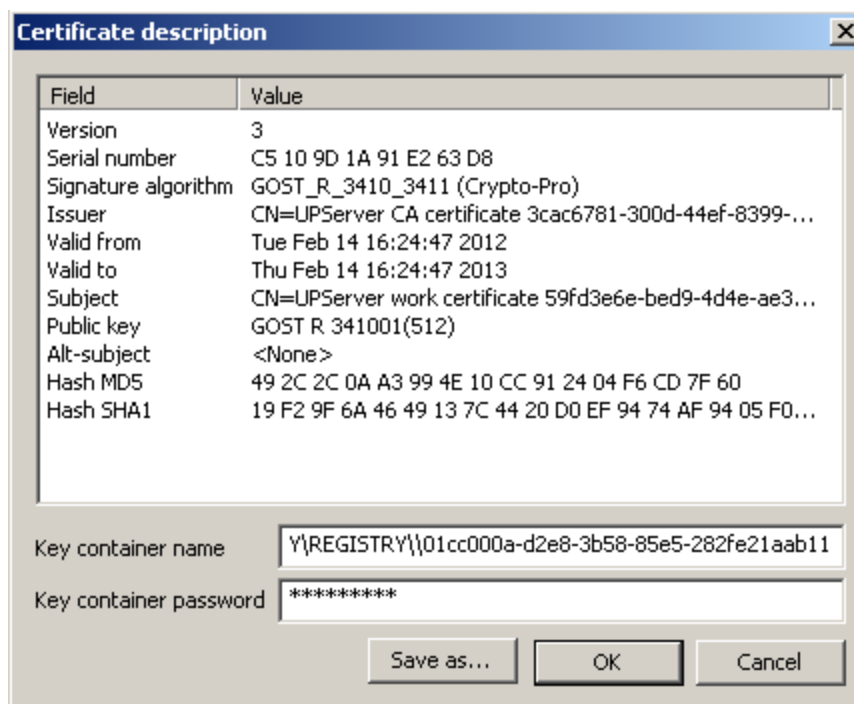 Certificate description
Field Value
Version 3
Serial number C5 10 9D 1A 91 E2 63 D8
Signature algorithm GOST_R_3410_3411 (Crypto-Pro)
Issuer CN=UPServer CA certificate 3cac6781-300d-44ef-8399-...
Valid from Tue Feb 14 16:24:47 2012
Valid to Thu Feb 14 16:24:47 2013
Subject CN=UPServer work certificate 59fd3e6e-bed9-4d4e-ae3...
Public key GOST R 341001(512)
Alt-subject <None>
Hash MD5 49 2C 2C 0A A3 99 4E 10 CC 91 24 04 F6 CD 7F 60
Hash SHA1 19 F2 9F 6A 46 49 13 7C 44 20 D0 EF 94 74 AF 94 05 F0...
Key container name Y\REGISTRY\\01cc000a-d2e8-3b58-85e5-282fe21aab11
Key container password *********
Save as... OK Cancel